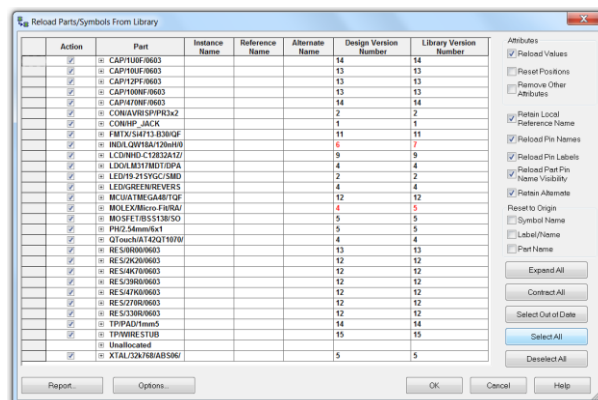 Reload Parts/Symbols From Library
Action Part Instance Name Reference Name Alternate Name Design Version Number Library Version Number
CAP/1U0F/0603 14 14
CAP/10UF/0603 13 13
CAP/12PF/0603 13 13
CAP/100NF/0603 13 13
CAP/470NF/0603 14 14
CON/AVRISP/PR3x2 2 2
CON/HP_JACK 1 1
FMTX/SI4713-B30/QF 11 11
IND/LQW18A/120nH/0 6 7
LCD/NHD-C12832A1Z/ 9 9
LDO/LM317MDT/DPA 4 4
LED/19-21SYGC/SMD 2 2
LED/GREEN/REVERS 4 4
MCU/ATMEGA48/TQF 12 12
MOLEX/Micro-Fit/RA/ 4 5
MOSFET/BSS138/SO 5 5
PH/2.54mm/6x1 5 5
QTouch/AT42QT1070/ 4 4
RES/0R00/0603 13 13
RES/2K20/0603 12 12
RES/4K70/0603 12 12
RES/39R0/0603 12 12
RES/47K0/0603 12 12
RES/270R/0603 12 12
RES/330R/0603 12 12
TP/PAD/1mm5 14 14
TP/WIRESTUB 15 15
Unallocated
XTAL/32k768/ABS06/ 5 5
Attributes
Reload Values
Reset Positions
Remove Other
Attributes
Retain Local
Reference Name
Reload Pin Names
Reload Pin Labels
Reload Part Pin
Name Visibility
Retain Alternate
Reset to Origin
Symbol Name
Label/Name
Part Name
Expand All
Contract All
Select Out of Date
Select All
Deselect All
Report... Options... OK Cancel Help